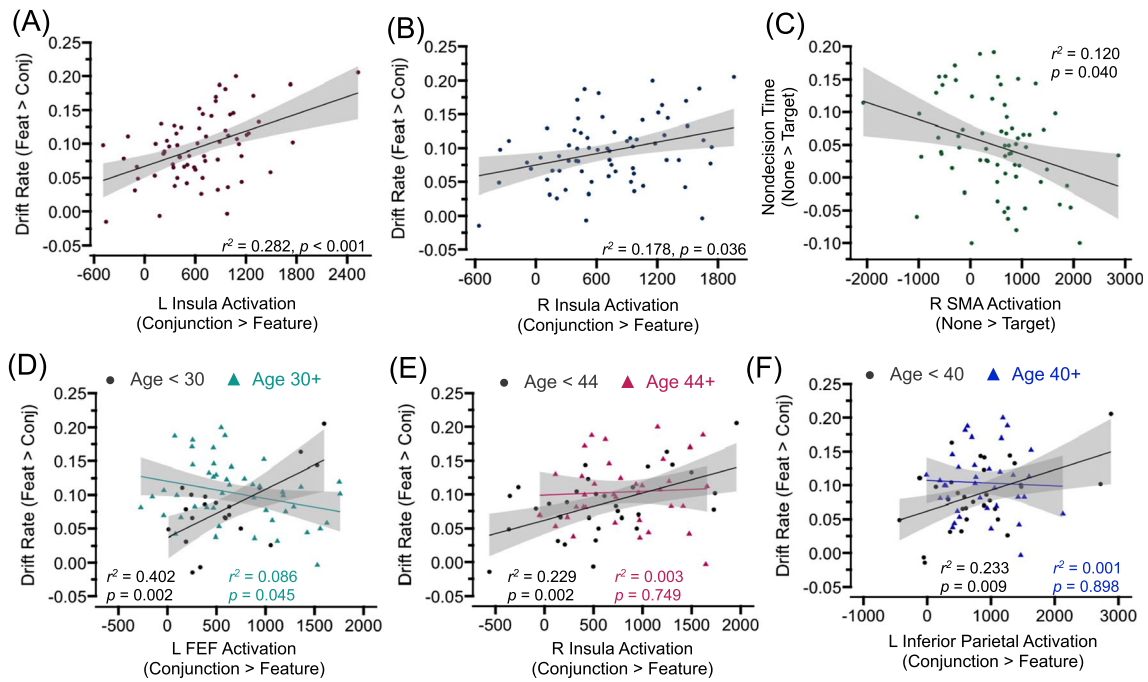 (A)
0.25
0.20
0.15
0.10
0.05
0.00
-0.05
Drift Rate (Feat > Conj)
r² = 0.282, p < 0.001
-600 0 600 1200 1800 2400
L Insula Activation
(Conjunction > Feature)
(B)
0.25
0.20
0.15
0.10
0.05
0.00
-0.05
Drift Rate (Feat > Conj)
r² = 0.178, p = 0.036
-600 0 600 1200 1800
R Insula Activation
(Conjunction > Feature)
(C)
0.20
0.15
0.10
0.05
0.00
-0.05
-0.10
Nondecision Time
(None > Target)
r² = 0.120
p = 0.040
-2000 -1000 0 1000 2000 3000
R SMA Activation
(None > Target)
(D)
Age < 30 Age 30+
0.25
0.20
0.15
0.10
0.05
0.00
-0.05
Drift Rate (Feat > Conj)
r² = 0.402 r² = 0.086
p = 0.002 p = 0.045
-500 0 500 1000 1500 2000
L FEF Activation
(Conjunction > Feature)
(E)
Age < 44 Age 44+
0.25
0.20
0.15
0.10
0.05
0.00
-0.05
Drift Rate (Feat > Conj)
r² = 0.229 r² = 0.003
p = 0.002 p = 0.749
-500 0 500 1000 1500 2000
R Insula Activation
(Conjunction > Feature)
(F)
Age < 40 Age 40+
0.25
0.20
0.15
0.10
0.05
0.00
-0.05
Drift Rate (Feat > Conj)
r² = 0.233 r² = 0.001
p = 0.009 p = 0.898
-1000 0 1000 2000 3000
L Inferior Parietal Activation
(Conjunction > Feature)